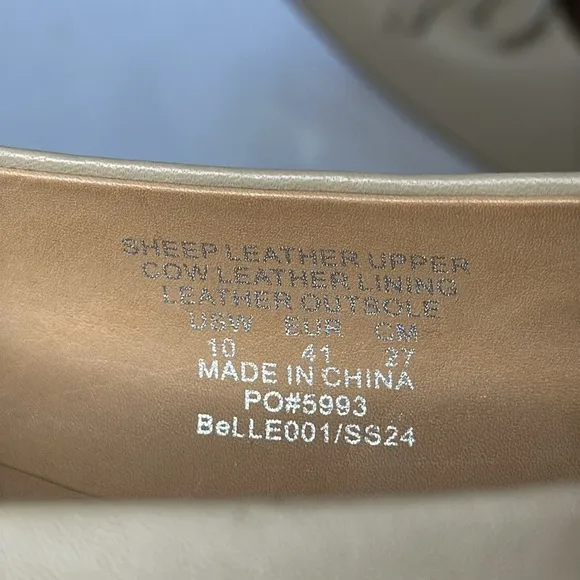 SHEEP LEATHER UPPER
COW LEATHER LINING
LEATHER OUTSOLE
USW EUR CM
10 41 27
MADE IN CHINA
PO#5993
BeLLE001/SS24